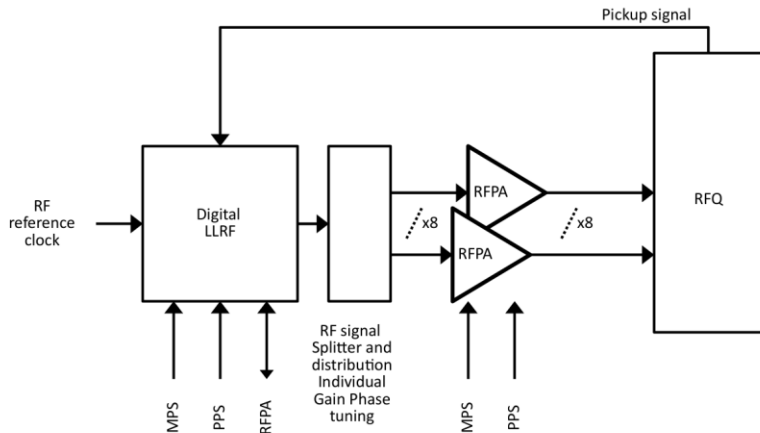 Pickup signal
RF
reference
clock
Digital
LLRF
x8
RFPA
RFPA
x8
RFQ
RF signal
Splitter and
distribution
Individual
Gain Phase
tuning
MPS
PPS
RFPA
MPS
PPS